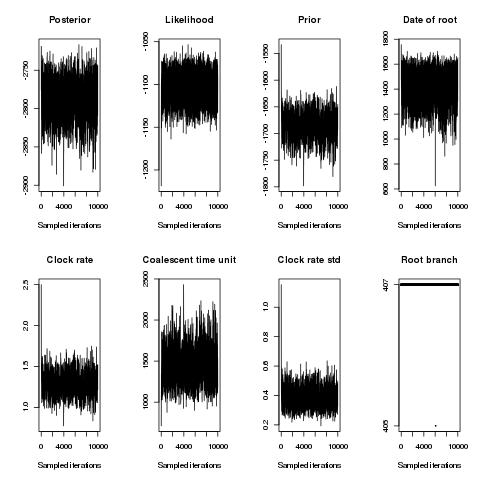 Posterior
-2750
-2800
-2850
-2900
0 4000 10000
Sampled iterations
Likelihood
-1050
-1100
-1150
-1200
0 4000 10000
Sampled iterations
Prior
-1550
-1600
-1650
-1700
-1750
-1800
0 4000 10000
Sampled iterations
Date of root
1800
1600
1400
1200
1000
800
600
0 4000 10000
Sampled iterations
Clock rate
2.5
2.0
1.5
1.0
0 4000 10000
Sampled iterations
Coalescent time unit
2500
2000
1500
1000
0 4000 10000
Sampled iterations
Clock rate std
1.0
0.8
0.6
0.4
0.2
0 4000 10000
Sampled iterations
Root branch
407
405
0 4000 10000
Sampled iterations